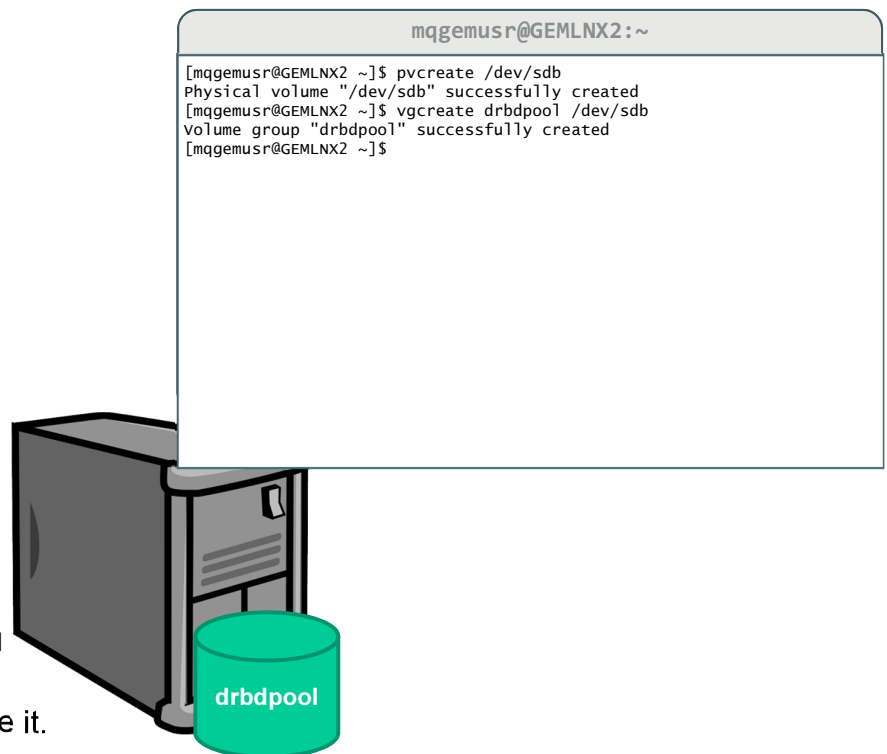 mqgemusr@GEMLNX2:~
[mqgemusr@GEMLNX2 ~]$ pvcreate /dev/sdb
Physical volume "/dev/sdb" successfully created
[mqgemusr@GEMLNX2 ~]$ vgcreate drbdpool /dev/sdb
Volume group "drbdpool" successfully created
[mqgemusr@GEMLNX2 ~]$
drbdpool
it.